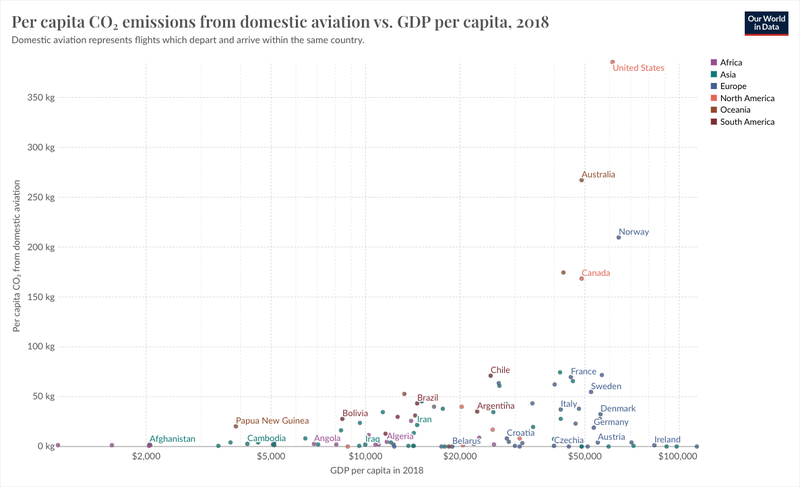 Per capita CO₂ emissions from domestic aviation vs. GDP per capita, 2018
Domestic aviation represents flights which depart and arrive within the same country.
Our World
in Data
Africa
Asia
Europe
North America
Oceania
South America
Per capita CO₂ from domestic aviation
350 kg
300 kg
250 kg
200 kg
150 kg
100 kg
50 kg
0 kg
United States
Australia
Norway
Canada
Chile
France
Sweden
Brazil
Argentina
Italy
Denmark
Bolivia
Iran
Papua New Guinea
Germany
Afghanistan
Cambodia
Angola
Iraq
Algeria
Belarus
Croatia
Czechia
Austria
Ireland
$2,000
$5,000
$10,000
$20,000
$50,000
$100,000
GDP per capita in 2018